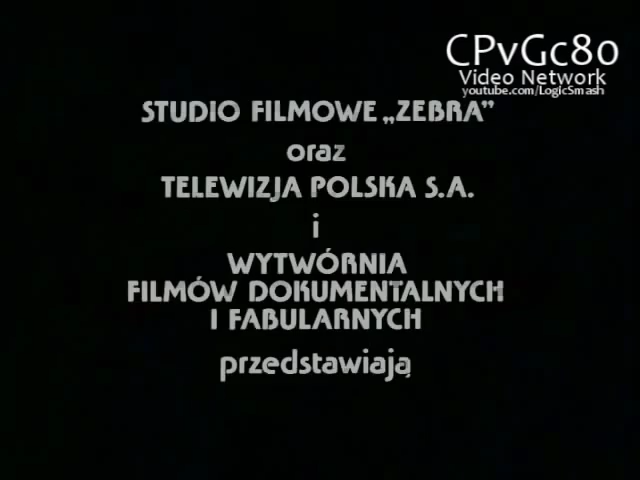 CPvGc80
Video Network
youtube.com/LogicSmash
STUDIO FILMOWE „ZEBRA”
oraz
TELEWIZJA POLSKA S.A.
i
WYTWÓRNIA
FILMÓW DOKUMENTALNYCH
I FABULARNYCH
przedstawiają